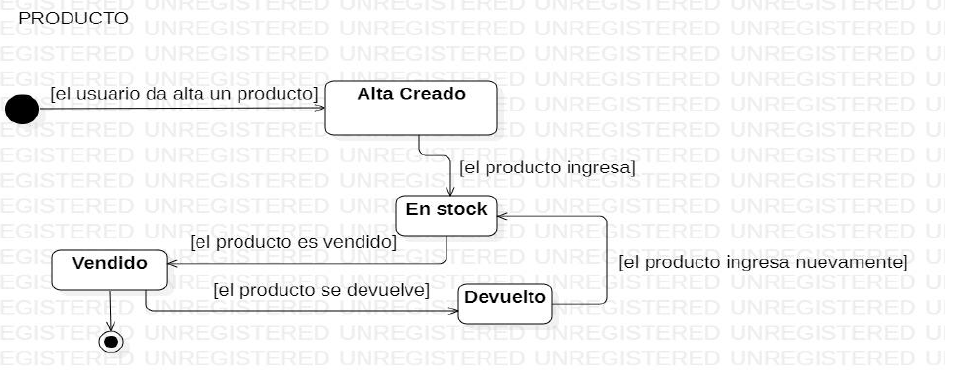 PRODUCTO
[el usuario da alta un producto]
Alta Creado
[el producto ingresa]
En stock
[el producto es vendido]
Vendido
[el producto ingresa nuevamente]
[el producto se devuelve]
Devuelto
UNREGISTERED